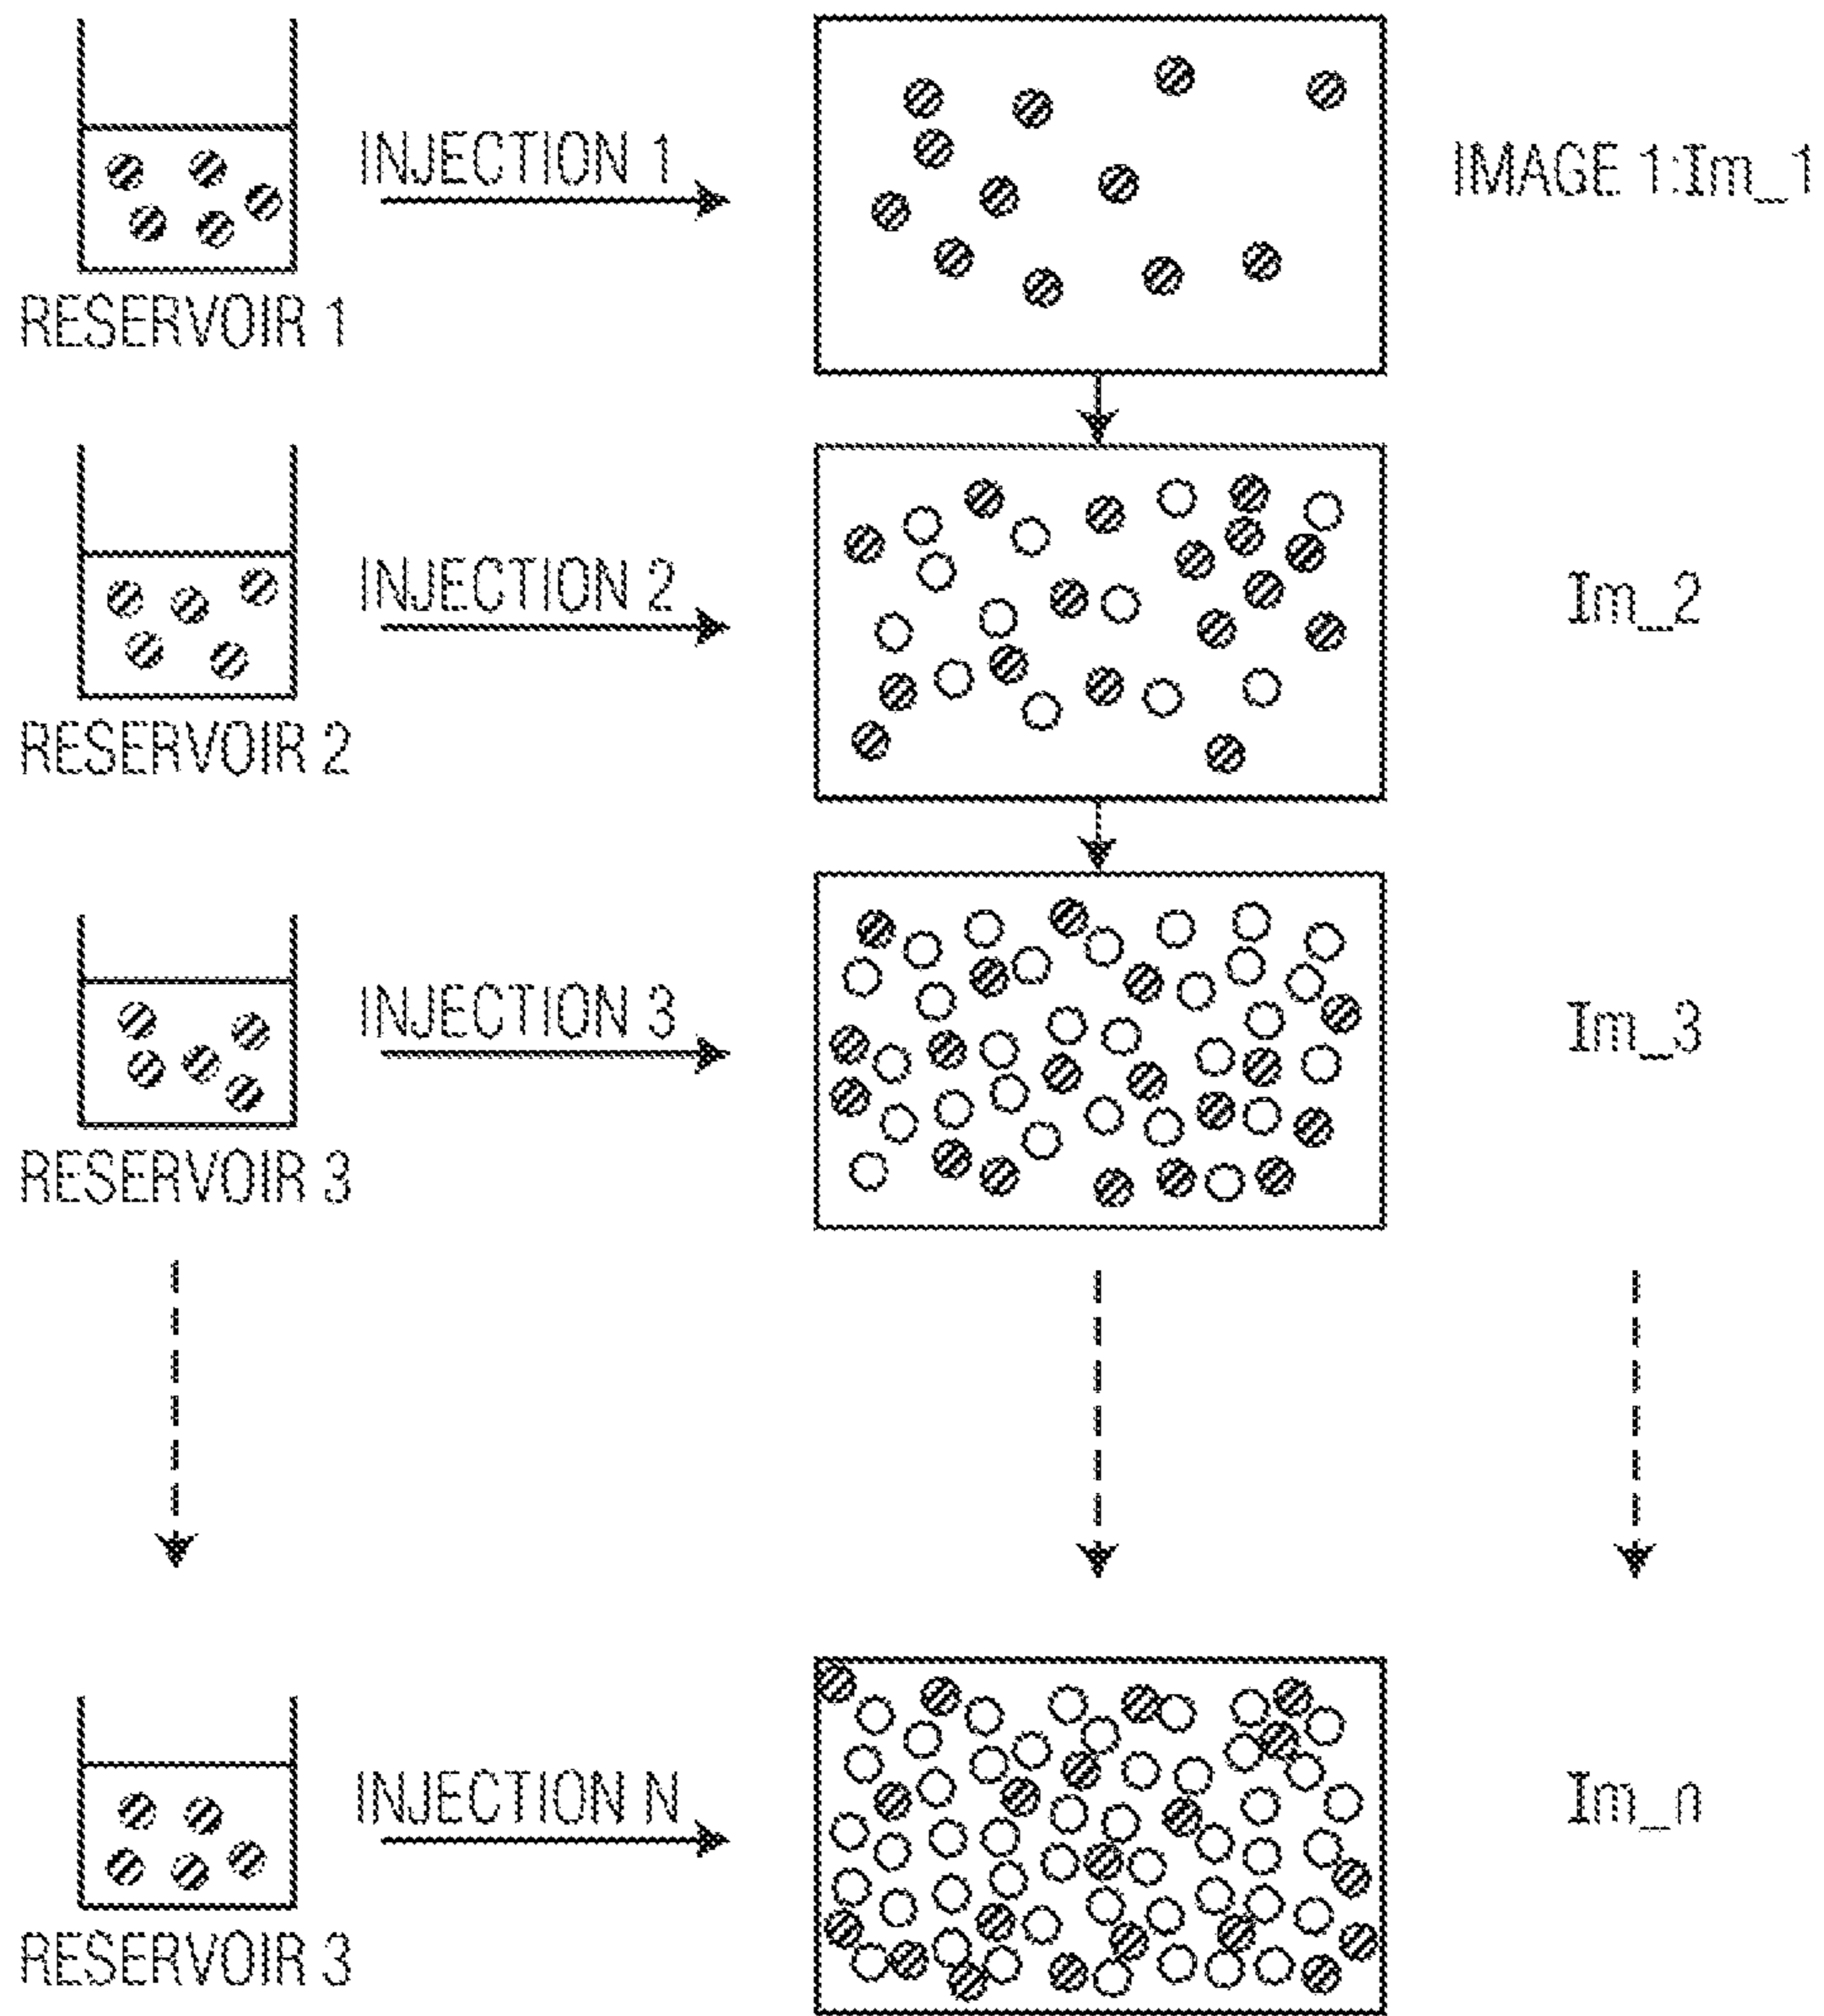 INJECTION 1
IMAGE 1:Im_1
RESERVOIR 1
INJECTION 2
Im_2
RESERVOIR 2
INJECTION 3
Im_3
RESERVOIR 3
INJECTION N
Im_n
RESERVOIR 3